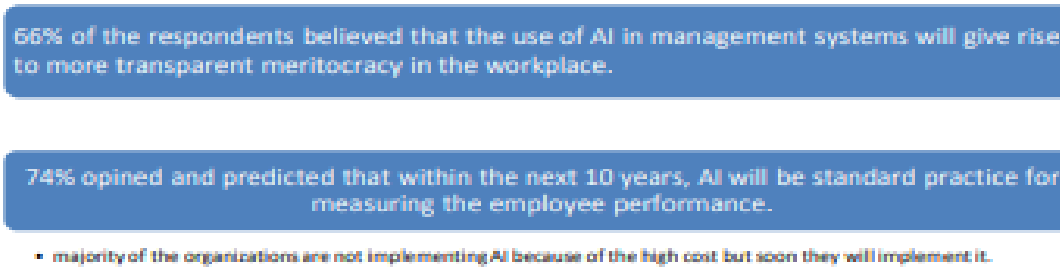 66% of the respondents believed that the use of AI in management systems will give rise
to more transparent meritocracy in the workplace.
74% opined and predicted that within the next 10 years, AI will be standard practice for
measuring the employee performance.
• majority of the organizations are not implementing AI because of the high cost but soon they will implement it.